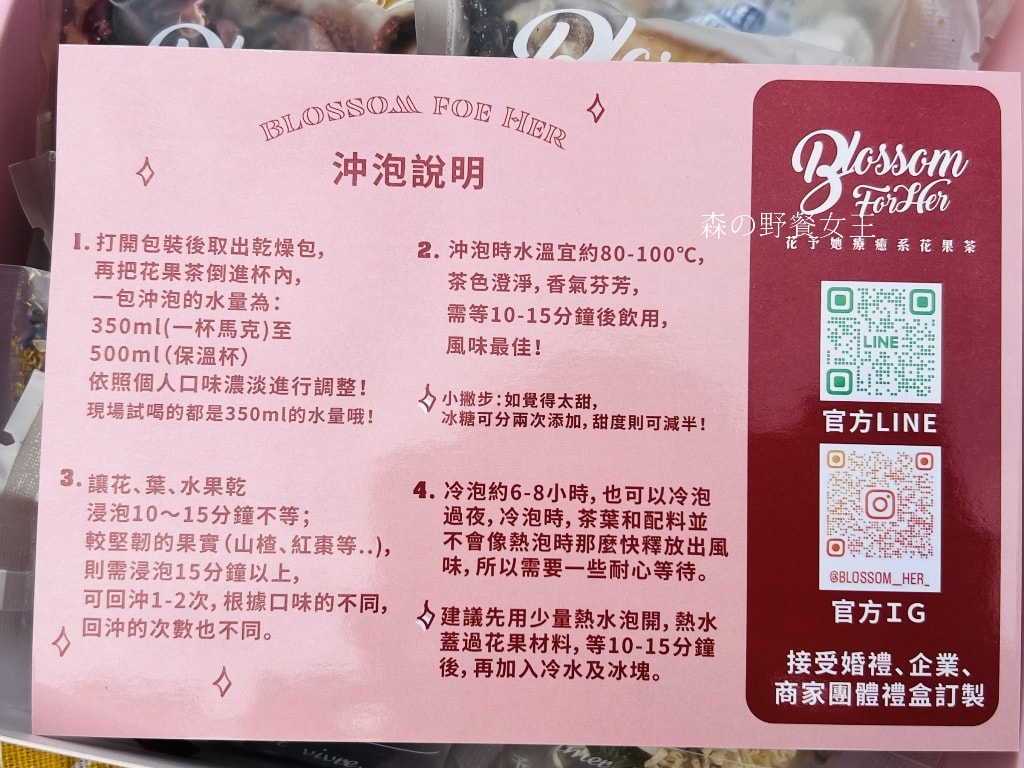 BLOSSOM FOE HER
沖泡說明
1. 打開包裝後取出乾燥包,
再把花果茶倒進杯內,
一包沖泡的水量為:
350ml(一杯馬克)至
500ml(保溫杯)
依照個人口味濃淡進行調整!
現場試喝的都是350ml的水量哦!
2. 沖泡時水溫宜約80-100℃,
茶色澄淨,香氣芬芳,
需等10-15分鐘後飲用,
風味最佳!
小撇步:如覺得太甜,
冰糖可分兩次添加,甜度則可減半!
3. 讓花、葉、水果乾
浸泡10～15分鐘不等;
較堅韌的果實(山楂、紅棗等..),
則需浸泡15分鐘以上,
可回沖1-2次,根據口味的不同,
回沖的次數也不同。
4. 冷泡約6-8小時,也可以冷泡
過夜,冷泡時,茶葉和配料並
不會像熱泡時那麼快釋放出風
味,所以需要一些耐心等待。
建議先用少量熱水泡開,熱水
蓋過花果材料,等10-15分鐘
後,再加入冷水及冰塊。
Blossom
ForHer
森の野餐女王
花予她療癒系花果茶
LINE
官方LINE
@BLOSSOM__HER_
官方IG
接受婚禮、企業、
商家團體禮盒訂製